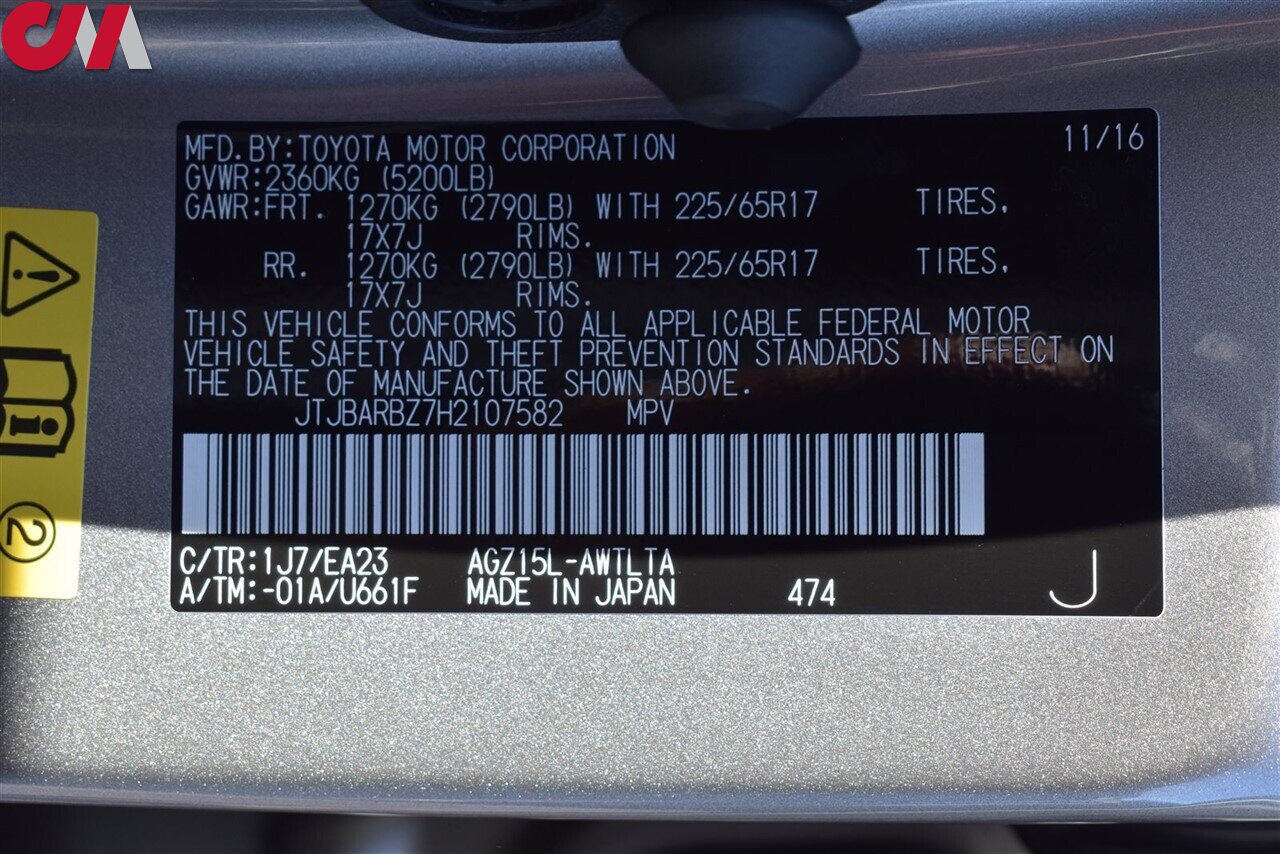 CM
MFD.BY:TOYOTA MOTOR CORPORATION 11/16
GVWR:2360KG (5200LB)
GAWR:FRT. 1270KG (2790LB) WITH 225/65R17 TIRES,
17X7J RIMS.
RR. 1270KG (2790LB) WITH 225/65R17 TIRES,
17X7J RIMS.
THIS VEHICLE CONFORMS TO ALL APPLICABLE FEDERAL MOTOR
VEHICLE SAFETY AND THEFT PREVENTION STANDARDS IN EFFECT ON
THE DATE OF MANUFACTURE SHOWN ABOVE.
JTJBARBZ7H2107582 MPV
C/TR:1J7/EA23 AGZ15L-AWTLTA
A/TM:-01A/U661F MADE IN JAPAN 474 J
2